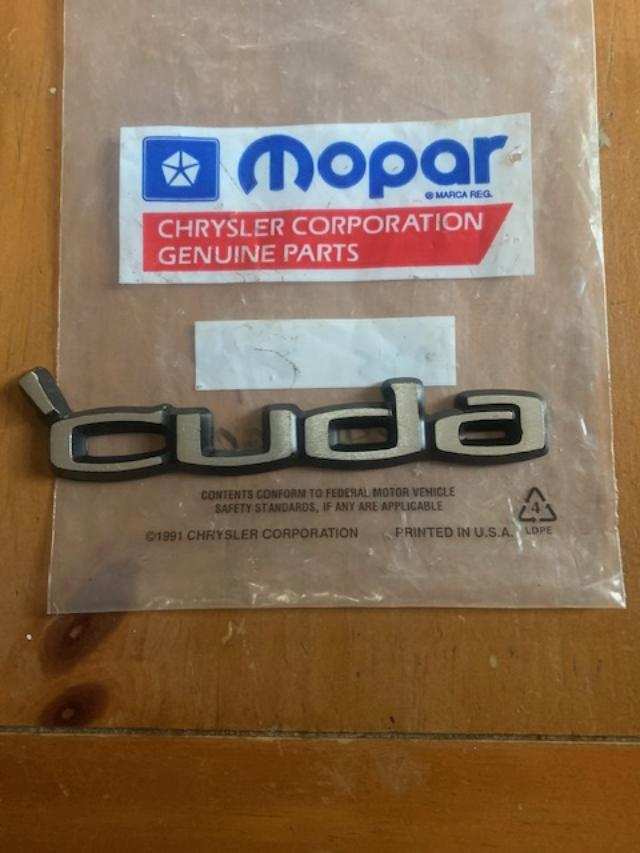 mopar
® MARCA REG.
CHRYSLER CORPORATION
GENUINE PARTS
'cuda
CONTENTS CONFORM TO FEDERAL MOTOR VEHICLE
SAFETY STANDARDS, IF ANY ARE APPLICABLE
4
©1991 CHRYSLER CORPORATION PRINTED IN U.S.A. LDPE